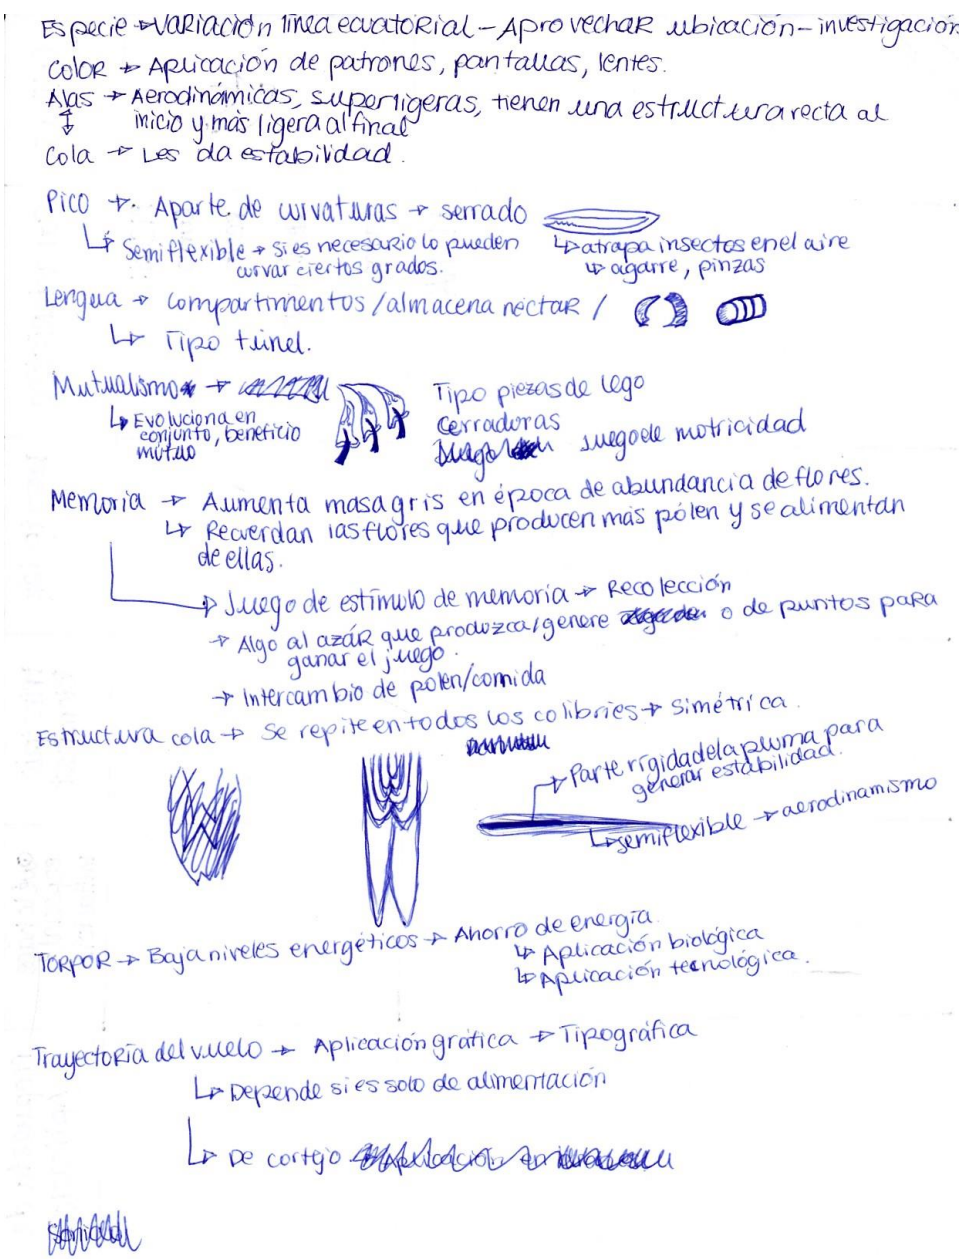 Especie → variación línea ecuatorial - Aprovechar ubicación - investigación
Color → Aplicación de patrones, pantallas, lentes.
Alas → Aerodinámicas, superligeras, tienen una estructura recta al
inicio y más ligera al final
Cola → Les da estabilidad.
Pico → Aparte de curvaturas → serrado
↳ Semiflexible → si es necesario lo pueden
curvar ciertos grados.
↳ atrapa insectos en el aire
↳ agarre, pinzas
Lengua → compartimentos / almacena néctar /
↳ Tipo túnel.
Mutualismo →
↳ Evoluciona en
conjunto, beneficio
mútuo
Tipo piezas de lego
cerradoras
Juego de motricidad
Memoria → Aumenta masa gris en época de abundancia de flores.
↳ Recuerdan las flores que producen más pólen y se alimentan
de ellas.
→ Juego de estímulo de memoria → Recolección
→ Algo al azár que produzca/genere o de puntos para
ganar el juego.
→ Intercambio de polen/comida
Estructura cola → Se repite en todos los colibríes → simétrica.
→ Parte rígida de la pluma para
generar estabilidad.
↳ semiflexible → aerodinamismo
TORPOR → Baja niveles energéticos → Ahorro de energía.
↳ Aplicación biológica
↳ Aplicación tecnológica.
Trayectoria del vuelo → Aplicación gráfica → Tipográfica
↳ Depende si es solo de alimentación
↳ De cortejo